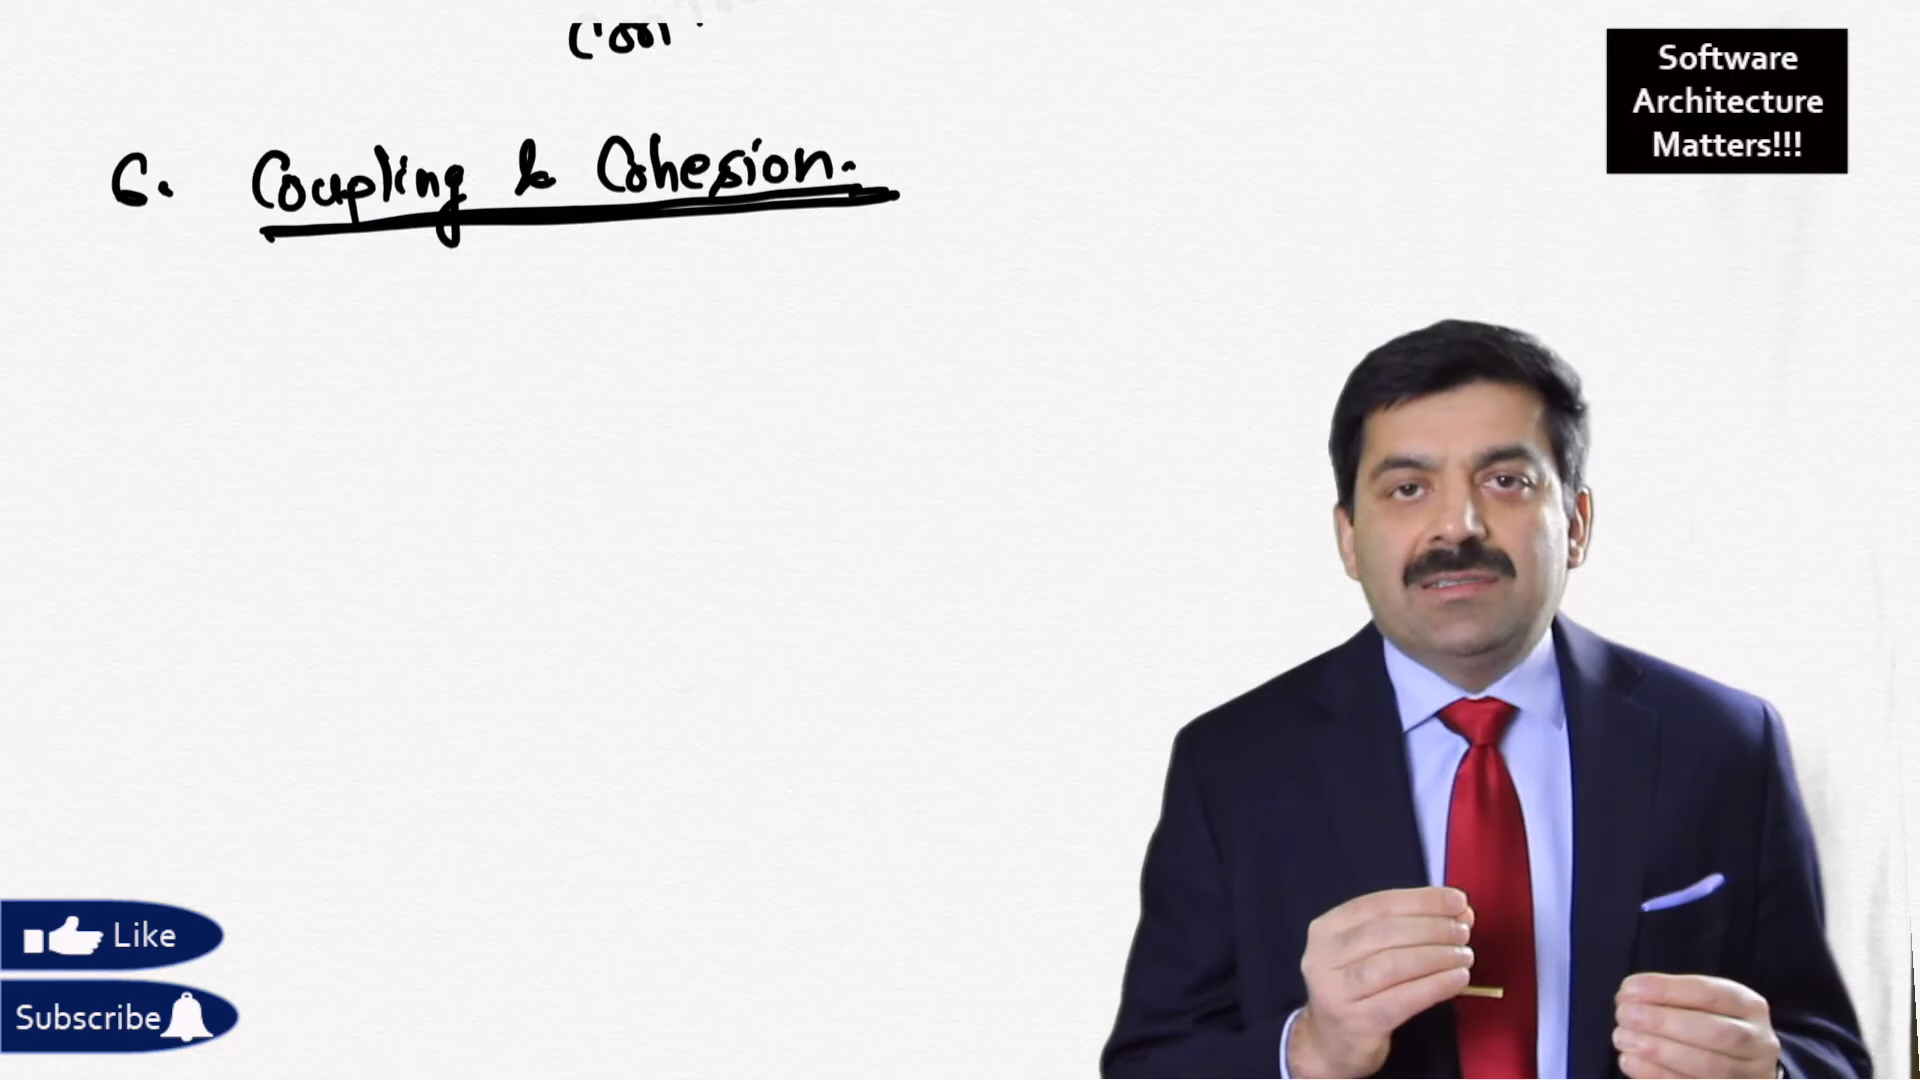 6. Coupling & Cohesion.
Software
Architecture
Matters!!!
Like
Subscribe